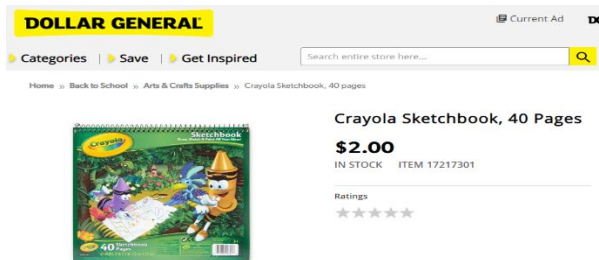 DOLLAR GENERAL
Current Ad
Categories | Save | Get Inspired
Search entire store here...
Home » Back to School » Arts & Crafts Supplies » Crayola Sketchbook, 40 pages
Crayola Sketchbook, 40 Pages
$2.00
IN STOCK ITEM 17217301
Ratings
Sketchbook
Crayola
40 Sketchbook
Pages